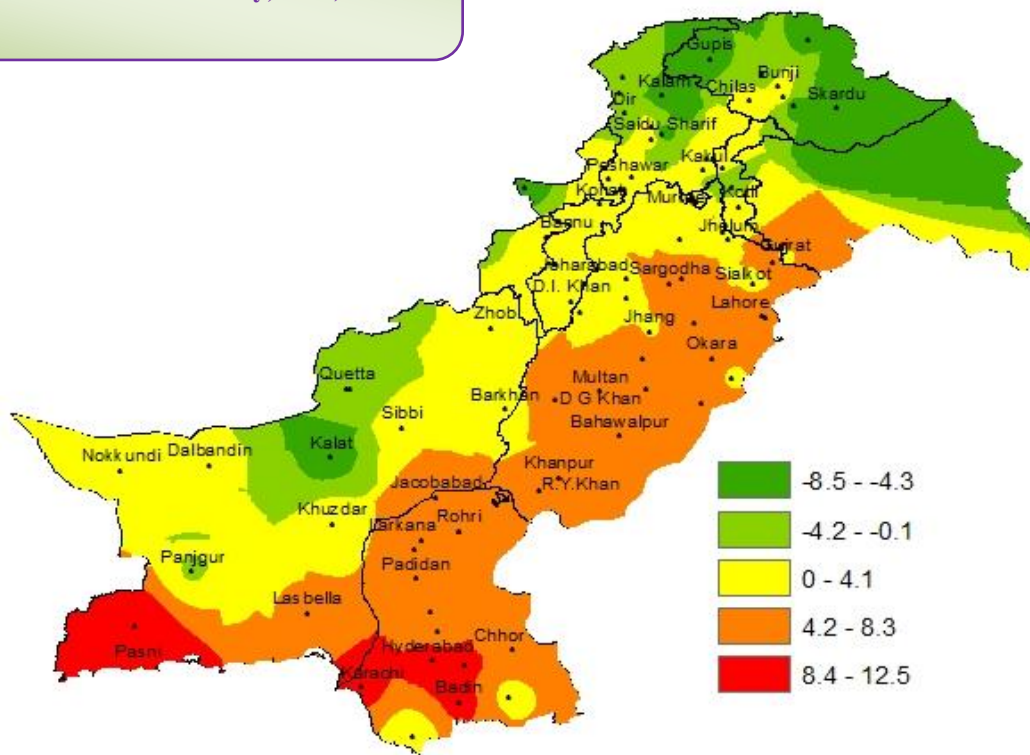 Gupis
Bunji
Kalam
Chilas
Skardu
Dir
Saidu Sharif
Kakul
Peshawar
Kohat
Kotli
Murree
Bannu
Jhelum
Gujrat
Joharabad
Sargodha
Sialkot
D.I. Khan
Lahore
Zhob
Jhang
Okara
Quetta
Multan
Barkhan
D G Khan
Sibbi
Bahawalpur
Kalat
Nokkundi
Dalbandin
Khanpur
Jacobabad
R.Y.Khan
Khuzdar
Larkana
Rohri
Panjgur
Padidan
Lasbella
Chhor
Hyderabad
Pasni
Karachi
Badin
-8.5 - -4.3
-4.2 - -0.1
0 - 4.1
4.2 - 8.3
8.4 - 12.5